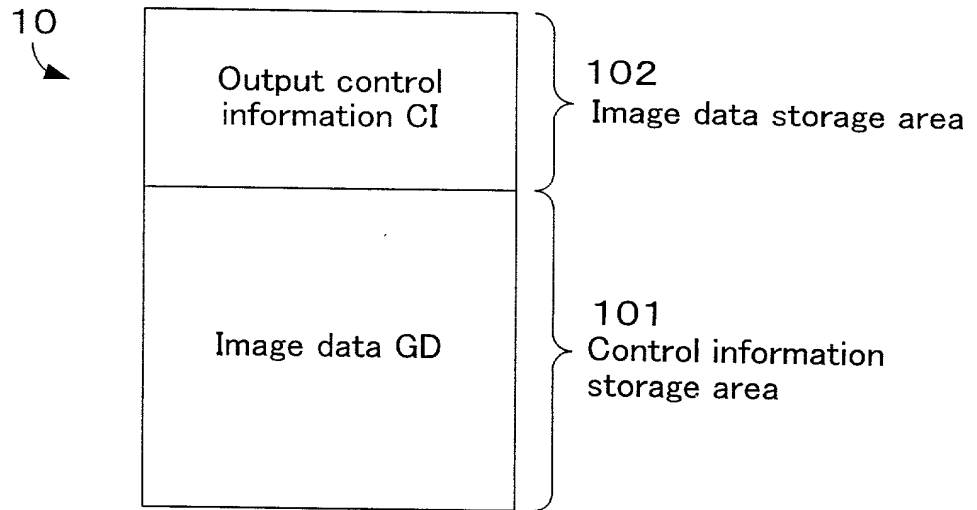 10
Output control
information CI
102
Image data storage area
Image data GD
101
Control information
storage area